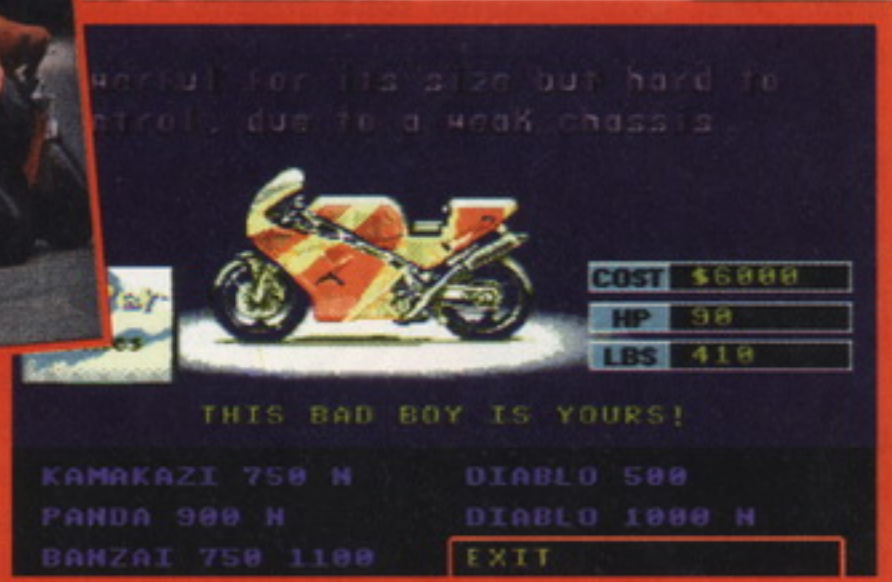 for its size but hard to
due to a weak chassis
COST $6000
HP 90
LBS 410
THIS BAD BOY IS YOURS!
KAMAKAZI 750 N
DIABLO 500
PANDA 900 N
DIABLO 1000 N
BANZAI 750 1100
EXIT